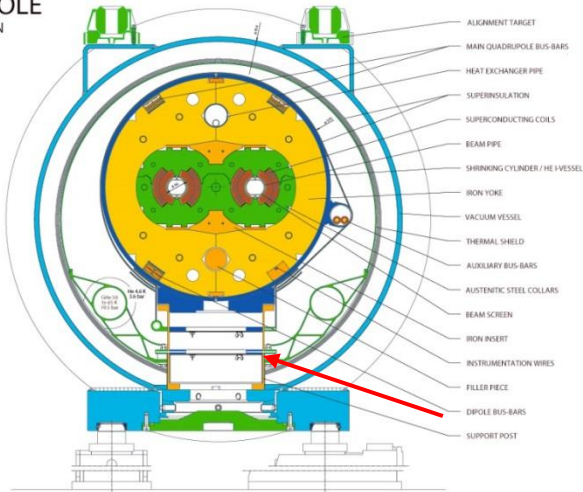 OLE
N
ALIGNMENT TARGET
MAIN QUADRUPOLE BUS-BARS
HEAT EXCHANGER PIPE
SUPERINSULATION
SUPERCONDUCTING COILS
BEAM PIPE
SHRINKING CYLINDER / HE I-VESSEL
IRON YOKE
VACUUM VESSEL
THERMAL SHIELD
AUXILIARY BUS-BARS
AUSTENITIC STEEL COLLARS
BEAM SCREEN
IRON INSERT
INSTRUMENTATION WIRES
FILLER PIECE
DIPOLE BUS-BARS
SUPPORT POST